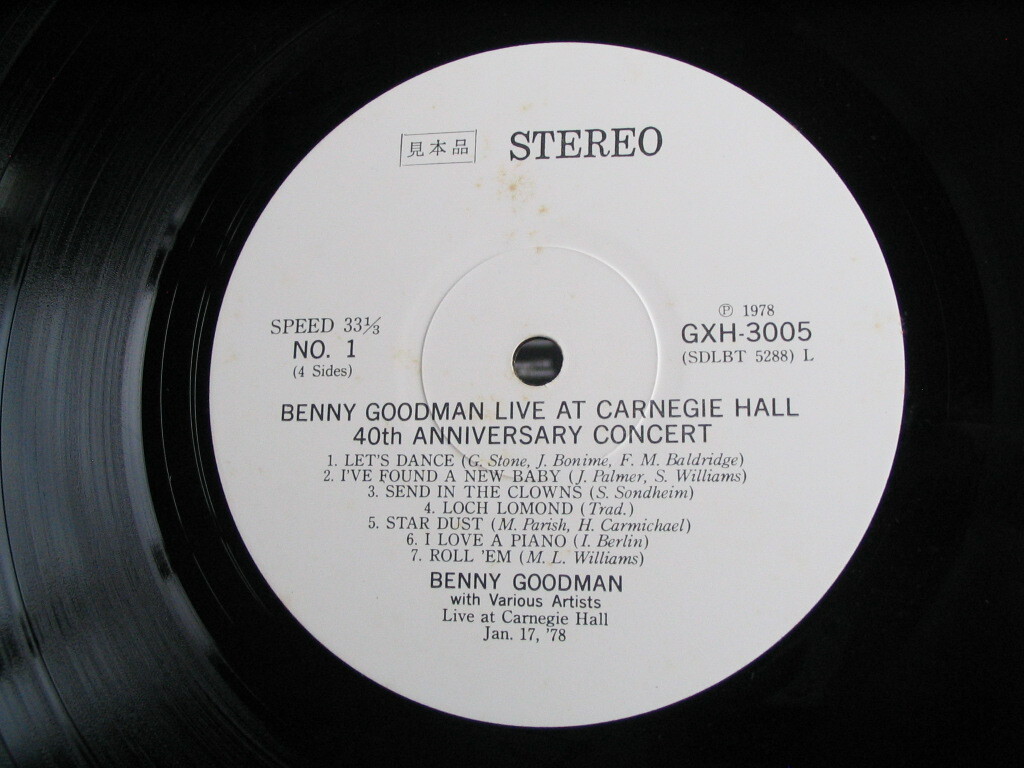 見本品 STEREO
SPEED 33⅓
NO. 1
(4 Sides)
℗ 1978
GXH-3005
(SDLBT 5288) L
BENNY GOODMAN LIVE AT CARNEGIE HALL
40th ANNIVERSARY CONCERT
1. LET'S DANCE (G. Stone, J. Bonime, F. M. Baldridge)
2. I'VE FOUND A NEW BABY (J. Palmer, S. Williams)
3. SEND IN THE CLOWNS (S. Sondheim)
4. LOCH LOMOND (Trad.)
5. STAR DUST (M. Parish, H. Carmichael)
6. I LOVE A PIANO (I. Berlin)
7. ROLL 'EM (M. L. Williams)
BENNY GOODMAN
with Various Artists
Live at Carnegie Hall
Jan. 17, '78